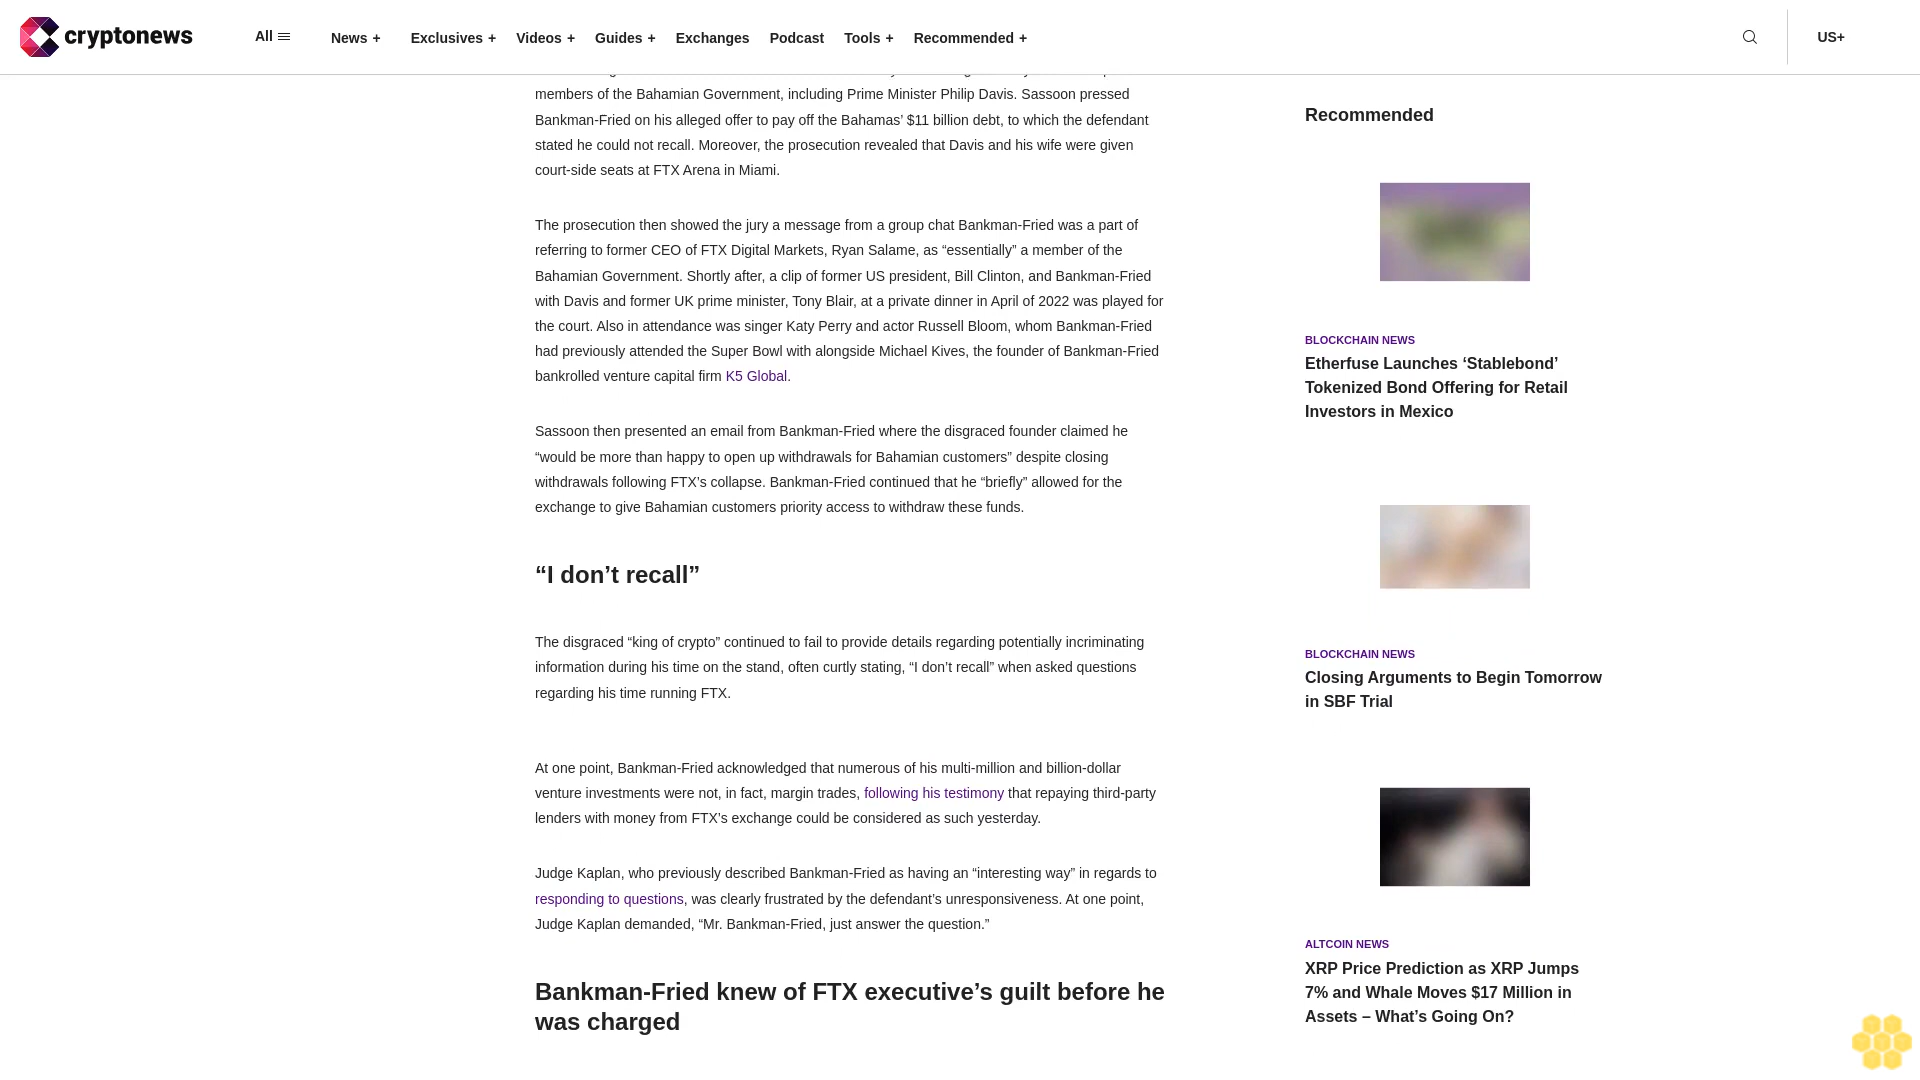 cryptonews
All
News +
Exclusives +
Videos +
Guides +
Exchanges
Podcast
Tools +
Recommended +
US+
members of the Bahamian Government, including Prime Minister Philip Davis. Sassoon pressed
Bankman-Fried on his alleged offer to pay off the Bahamas’ $11 billion debt, to which the defendant
stated he could not recall. Moreover, the prosecution revealed that Davis and his wife were given
court-side seats at FTX Arena in Miami.
The prosecution then showed the jury a message from a group chat Bankman-Fried was a part of
referring to former CEO of FTX Digital Markets, Ryan Salame, as “essentially” a member of the
Bahamian Government. Shortly after, a clip of former US president, Bill Clinton, and Bankman-Fried
with Davis and former UK prime minister, Tony Blair, at a private dinner in April of 2022 was played for
the court. Also in attendance was singer Katy Perry and actor Russell Bloom, whom Bankman-Fried
had previously attended the Super Bowl with alongside Michael Kives, the founder of Bankman-Fried
bankrolled venture capital firm K5 Global.
Sassoon then presented an email from Bankman-Fried where the disgraced founder claimed he
“would be more than happy to open up withdrawals for Bahamian customers” despite closing
withdrawals following FTX’s collapse. Bankman-Fried continued that he “briefly” allowed for the
exchange to give Bahamian customers priority access to withdraw these funds.
“I don’t recall”
The disgraced “king of crypto” continued to fail to provide details regarding potentially incriminating
information during his time on the stand, often curtly stating, “I don’t recall” when asked questions
regarding his time running FTX.
At one point, Bankman-Fried acknowledged that numerous of his multi-million and billion-dollar
venture investments were not, in fact, margin trades, following his testimony that repaying third-party
lenders with money from FTX’s exchange could be considered as such yesterday.
Judge Kaplan, who previously described Bankman-Fried as having an “interesting way” in regards to
responding to questions, was clearly frustrated by the defendant’s unresponsiveness. At one point,
Judge Kaplan demanded, “Mr. Bankman-Fried, just answer the question.”
Bankman-Fried knew of FTX executive’s guilt before he
was charged
Recommended
BLOCKCHAIN NEWS
Etherfuse Launches ‘Stablebond’
Tokenized Bond Offering for Retail
Investors in Mexico
BLOCKCHAIN NEWS
Closing Arguments to Begin Tomorrow
in SBF Trial
ALTCOIN NEWS
XRP Price Prediction as XRP Jumps
7% and Whale Moves $17 Million in
Assets – What’s Going On?